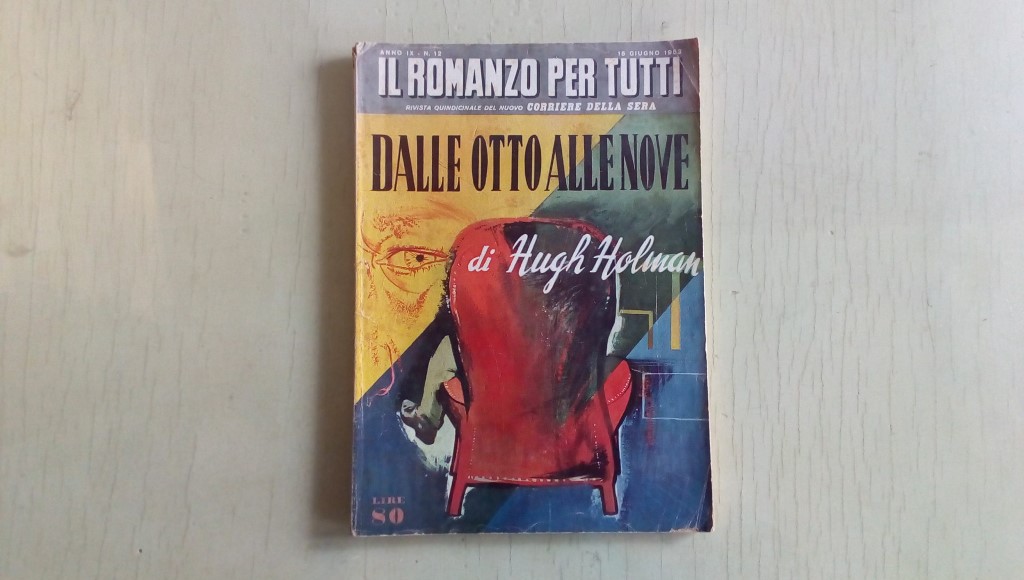 ANNO IX - N. 12 16 GIUGNO 1953
IL ROMANZO PER TUTTI
RIVISTA QUINDICINALE DEL NUOVO CORRIERE DELLA SERA
DALLE OTTO ALLE NOVE
di Hugh Holman
LIRE
80